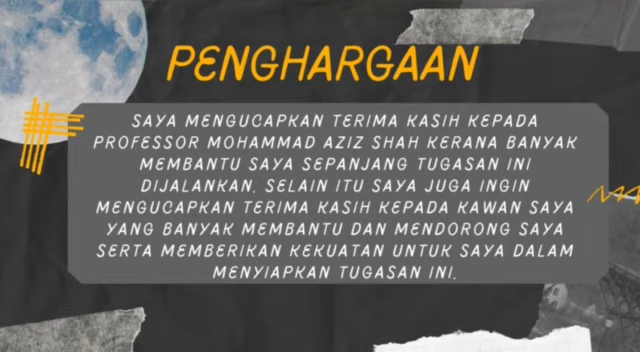 PENGHARGAAN
SAYA MENGUCAPKAN TERIMA KASIH KEPADA
PROFESSOR MOHAMMAD AZIZ SHAH KERANA BANYAK
MEMBANTU SAYA SEPANJANG TUGASAN INI
DIJALANKAN. SELAIN ITU SAYA JUGA INGIN
MENGUCAPKAN TERIMA KASIH KEPADA KAWAN SAYA
YANG BANYAK MEMBANTU DAN MENDORONG SAYA
SERTA MEMBERIKAN KEKUATAN UNTUK SAYA DALAM
MENYIAPKAN TUGASAN INI.